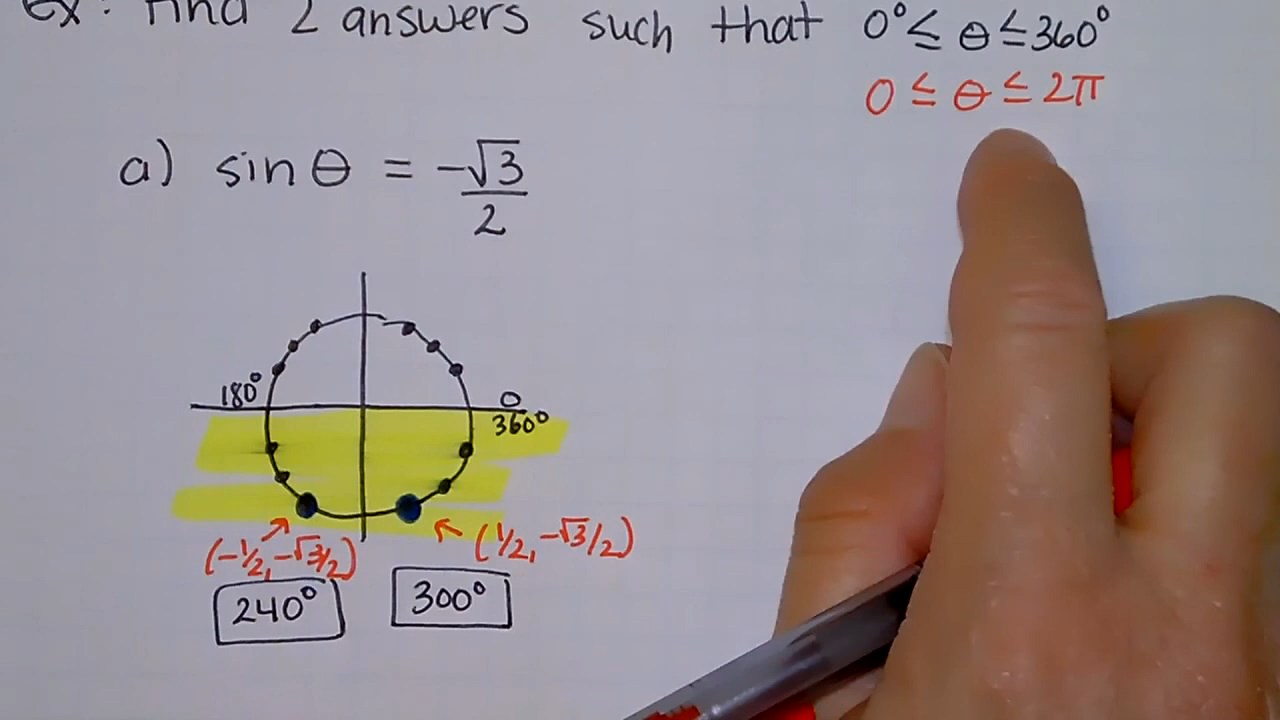 ex: Find 2 answers such that 0° ≤ θ ≤ 360°
0 ≤ θ ≤ 2π
a) sin θ = -√3/2
180°
0
360°
(-1/2, -√3/2)
(1/2, -√3/2)
240°
300°